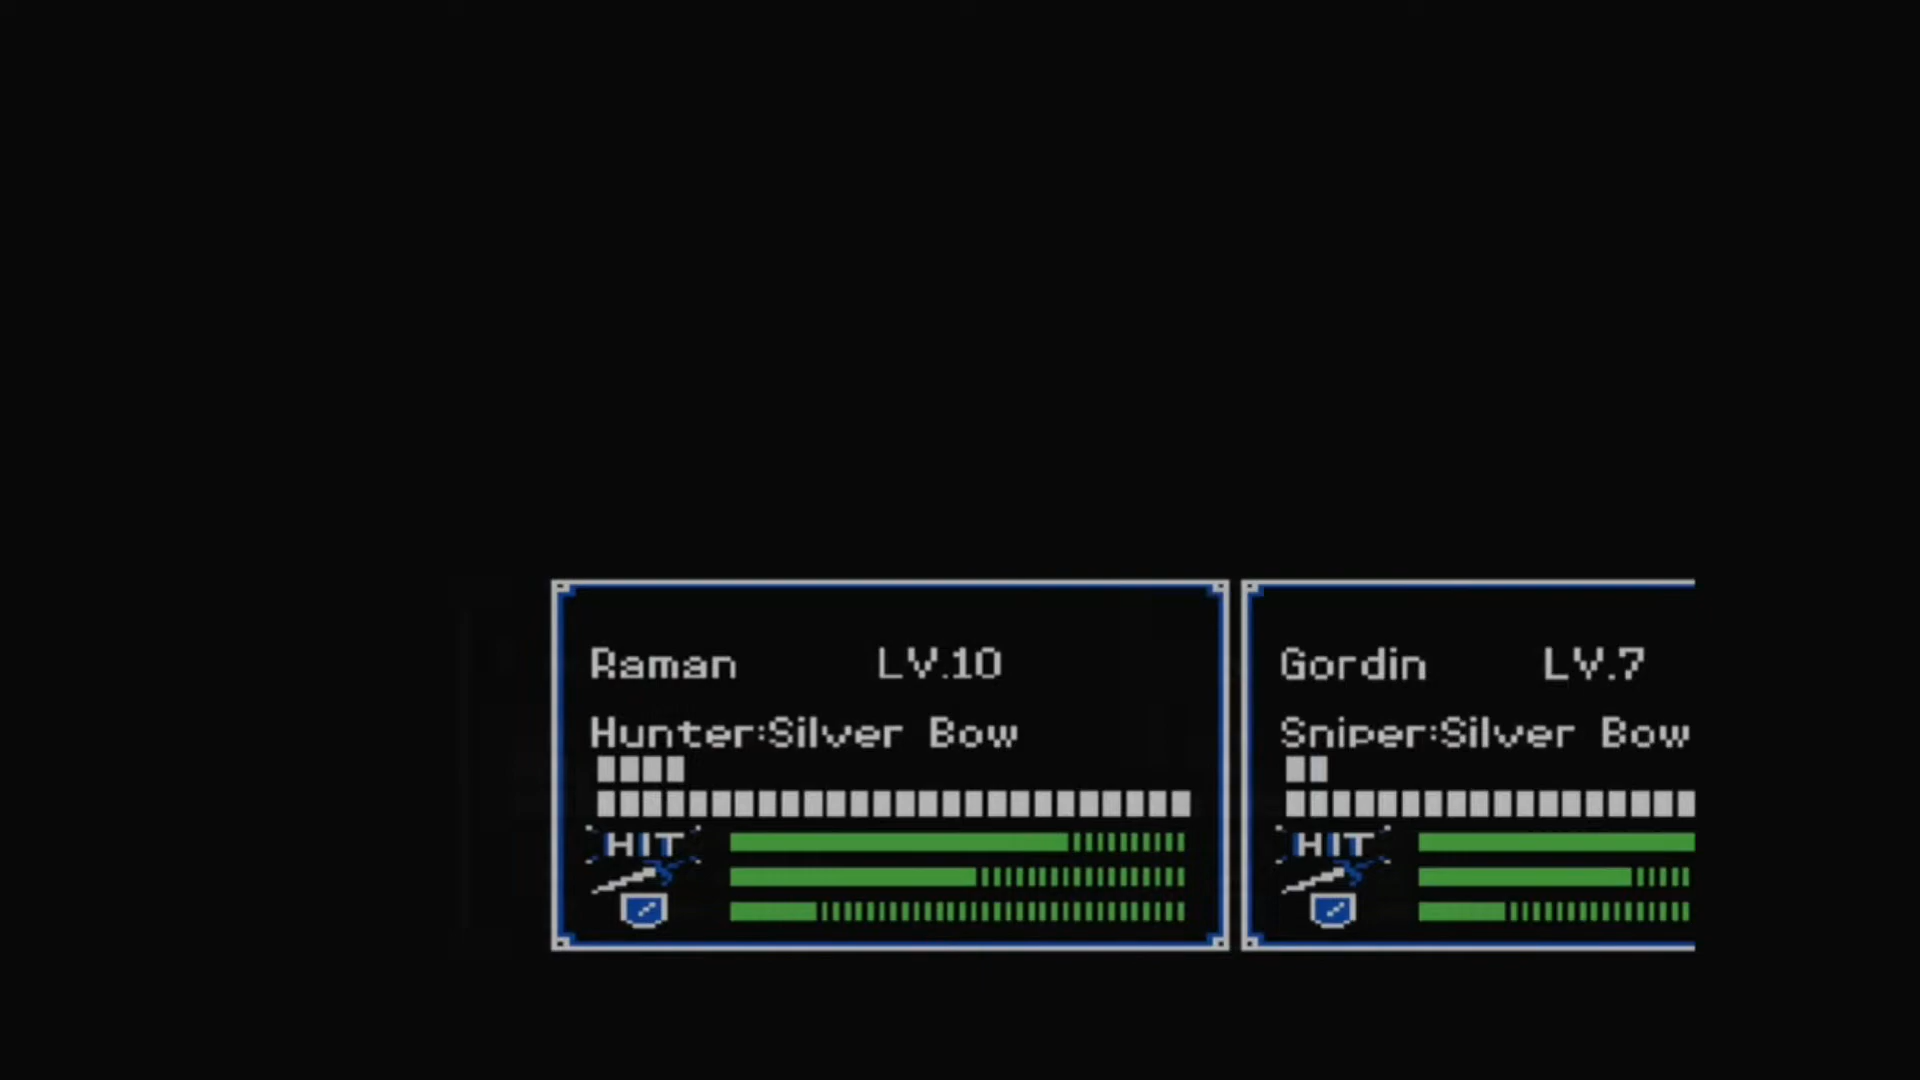 Raman LV.10
Hunter:Silver Bow
HIT
Gordin LV.7
Sniper:Silver Bow
HIT